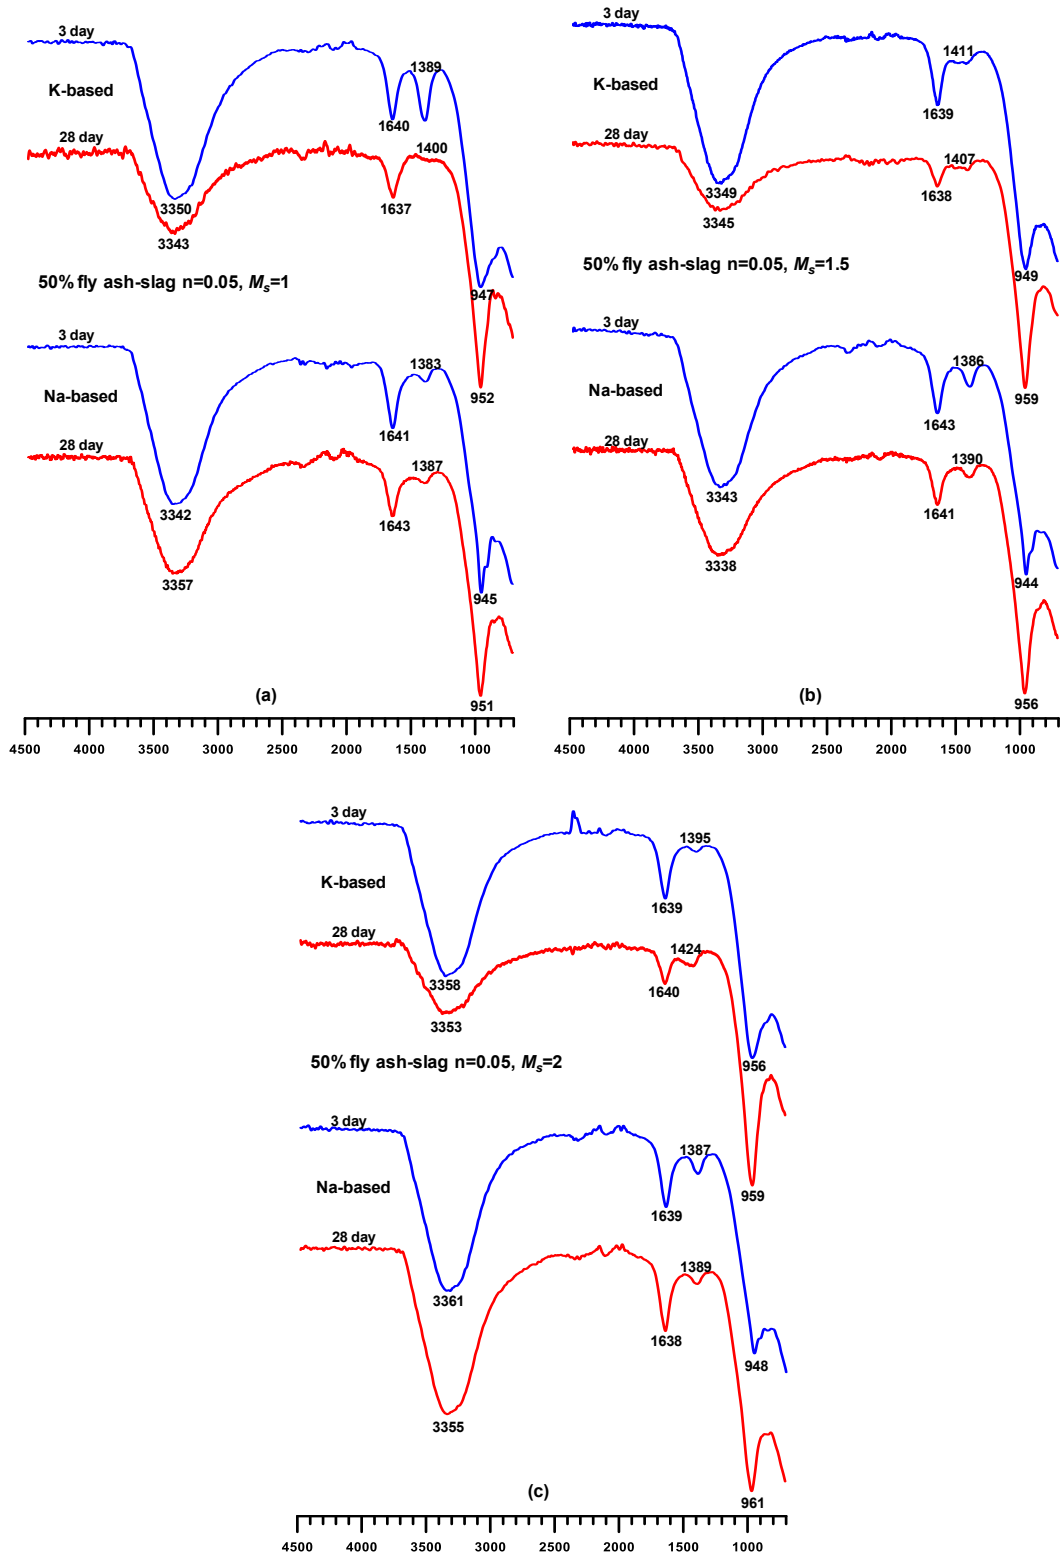 3 day
1389
K-based
1640
28 day
1400
1637
3350
3343
50% fly ash-slag n=0.05, Ms=1
947
3 day
1383
952
Na-based
1641
28 day
1387
3342
1643
3357
945
(a)
951
4500 4000 3500 3000 2500 2000 1500 1000
3 day
1411
K-based
1639
28 day
1407
1638
3349
3345
50% fly ash-slag n=0.05, Ms=1.5
949
3 day
1386
959
Na-based
1643
28 day
1390
3343
1641
3338
944
(b)
956
4500 4000 3500 3000 2500 2000 1500 1000
3 day
1395
K-based
1639
28 day
1424
3358
1640
3353
50% fly ash-slag n=0.05, Ms=2
956
3 day
1387
Na-based
959
1639
28 day
1389
3361
1638
948
3355
(c)
961
4500 4000 3500 3000 2500 2000 1500 1000